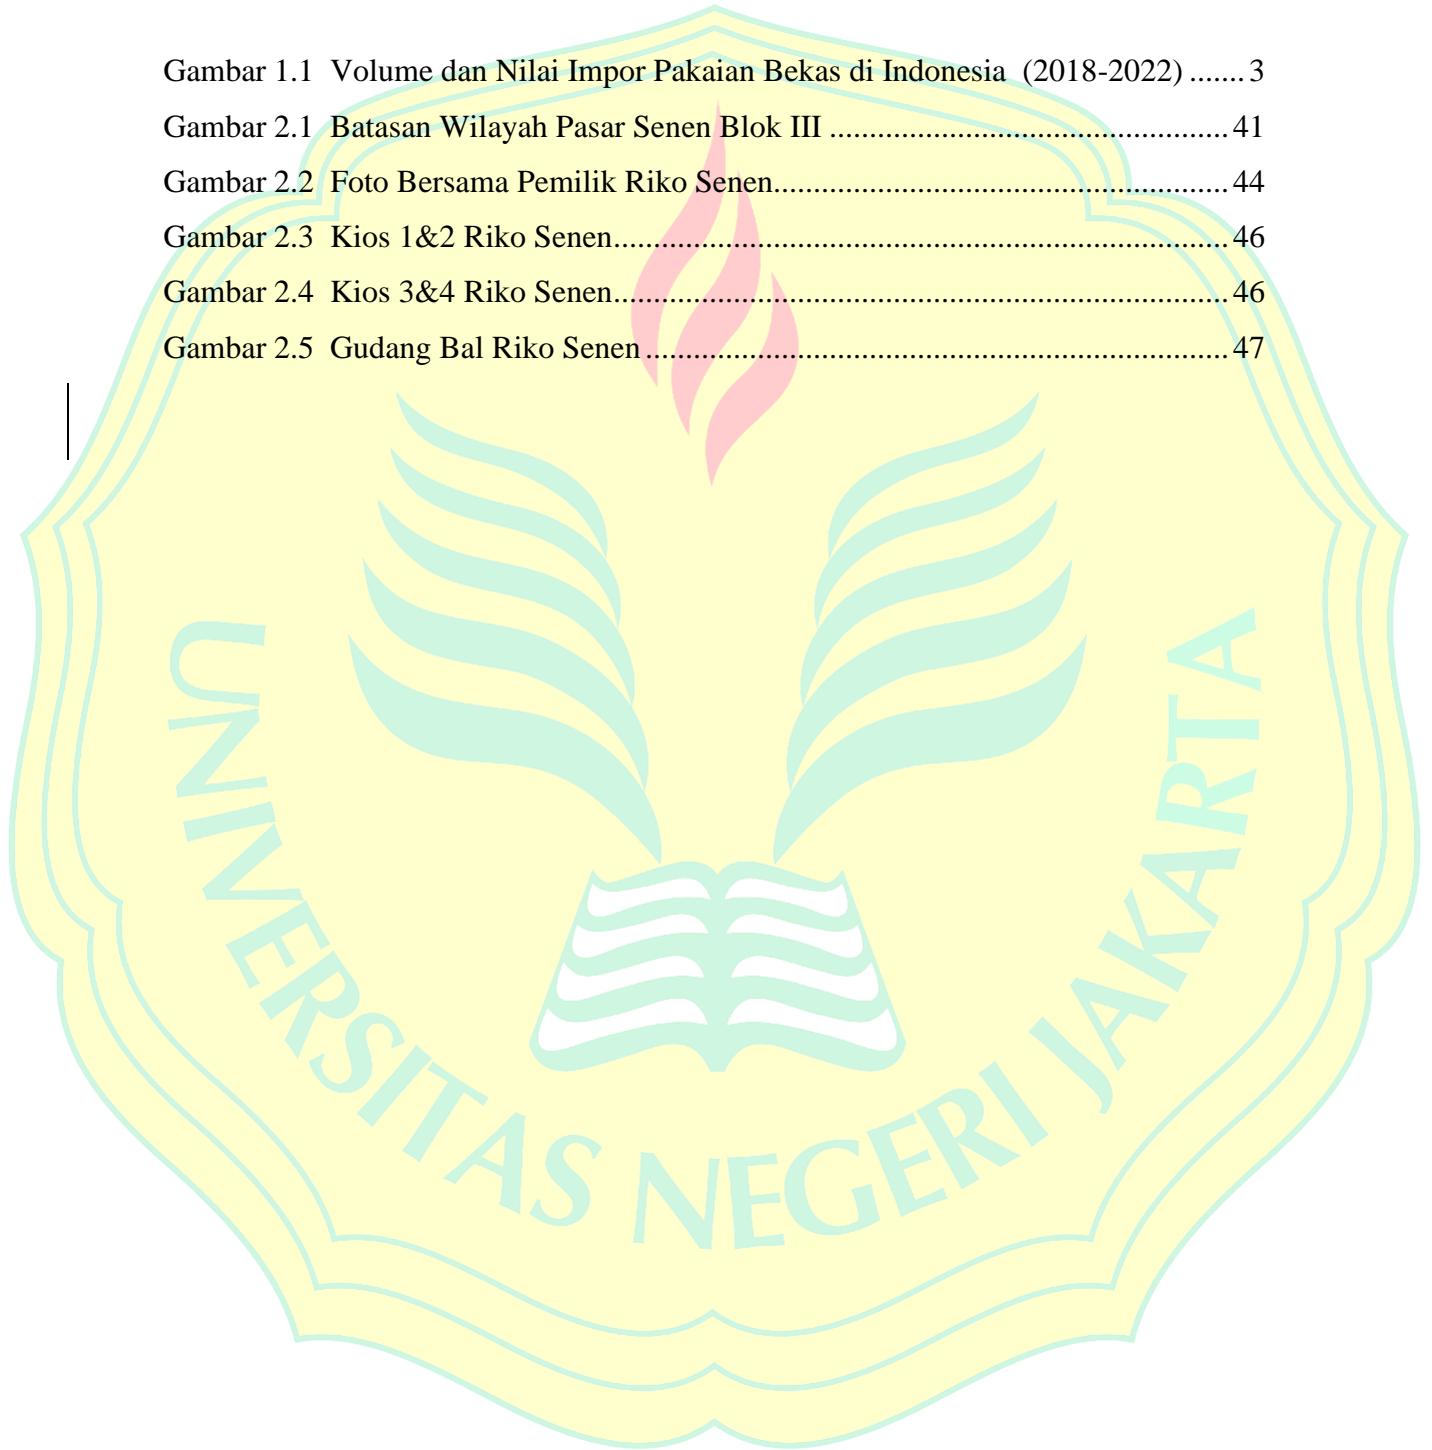 Gambar 1.1 Volume dan Nilai Impor Pakaian Bekas di Indonesia (2018-2022) ....... 3
Gambar 2.1 Batasan Wilayah Pasar Senen Blok III ................................................... 41
Gambar 2.2 Foto Bersama Pemilik Riko Senen.......................................................... 44
Gambar 2.3 Kios 1&2 Riko Senen............................................................................... 46
Gambar 2.4 Kios 3&4 Riko Senen............................................................................... 46
Gambar 2.5 Gudang Bal Riko Senen ........................................................................... 47
UNIVERSITAS NEGERI JAKARTA